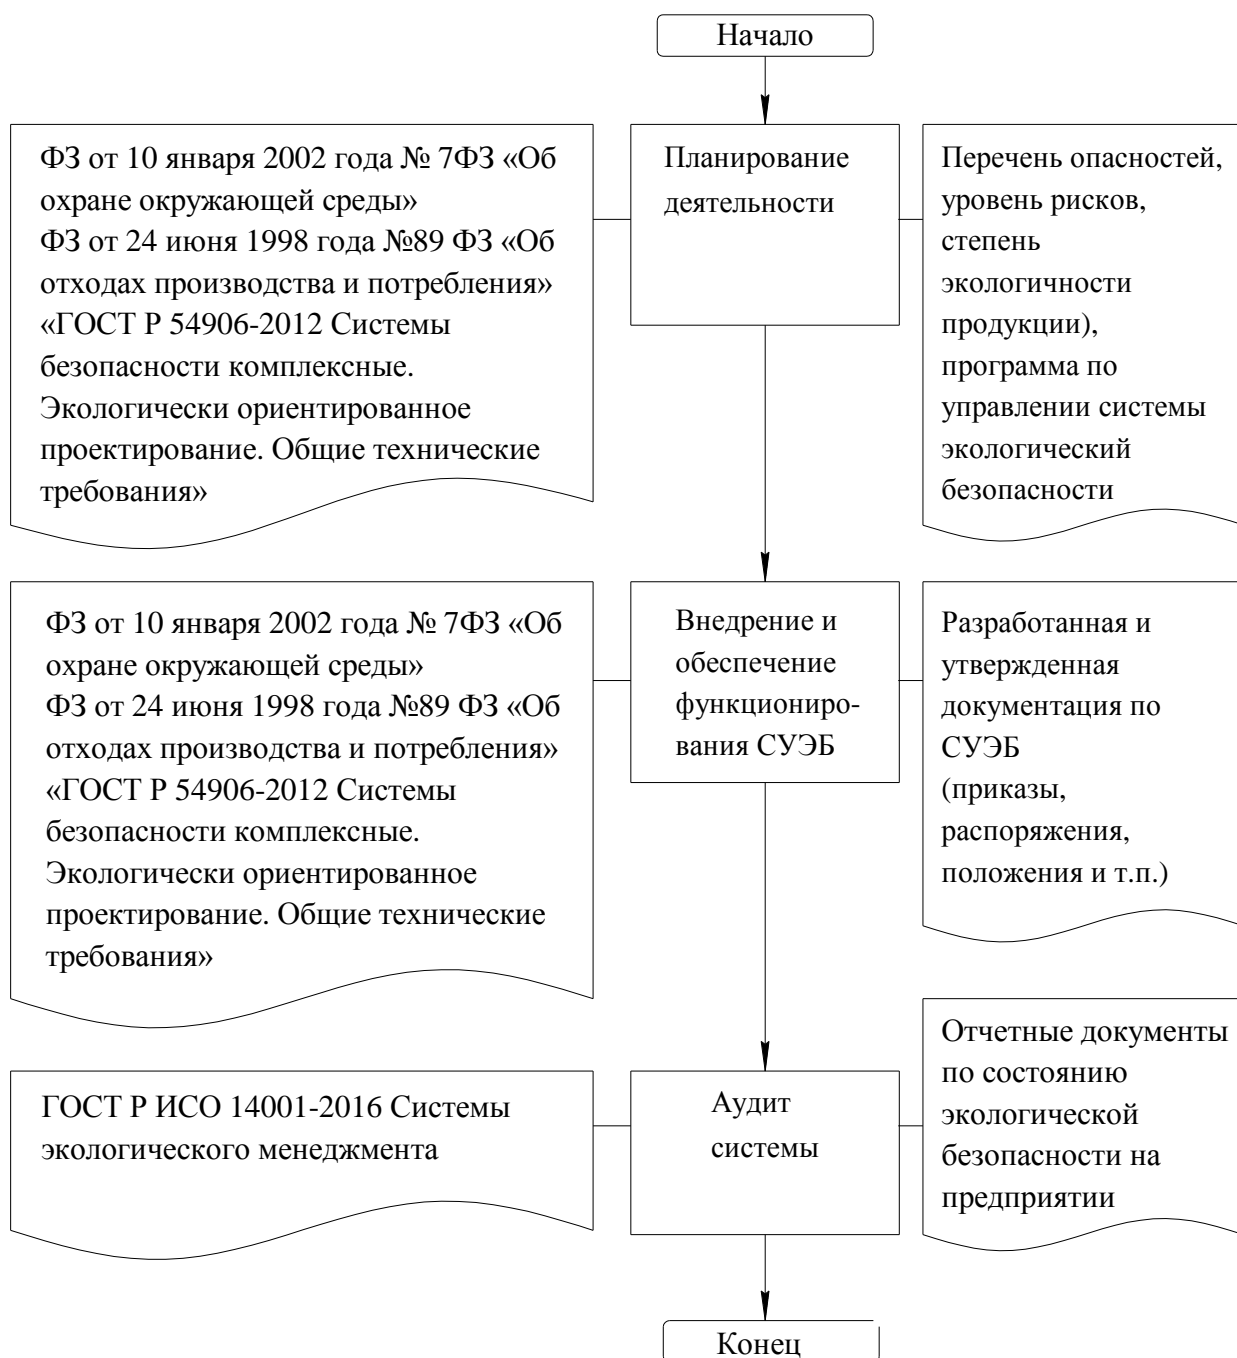 Начало
ФЗ от 10 января 2002 года № 7ФЗ «Об
охране окружающей среды»
ФЗ от 24 июня 1998 года №89 ФЗ «Об
отходах производства и потребления»
«ГОСТ Р 54906-2012 Системы
безопасности комплексные.
Экологически ориентированное
проектирование. Общие технические
требования»
Планирование
деятельности
Перечень опасностей,
уровень рисков,
степень
экологичности
продукции),
программа по
управлении системы
экологический
безопасности
ФЗ от 10 января 2002 года № 7ФЗ «Об
охране окружающей среды»
ФЗ от 24 июня 1998 года №89 ФЗ «Об
отходах производства и потребления»
«ГОСТ Р 54906-2012 Системы
безопасности комплексные.
Экологически ориентированное
проектирование. Общие технические
требования»
Внедрение и
обеспечение
функциониро-
вания СУЭБ
Разработанная и
утвержденная
документация по
СУЭБ
(приказы,
распоряжения,
положения и т.п.)
ГОСТ Р ИСО 14001-2016 Системы
экологического менеджмента
Аудит
системы
Отчетные документы
по состоянию
экологической
безопасности на
предприятии
Конец